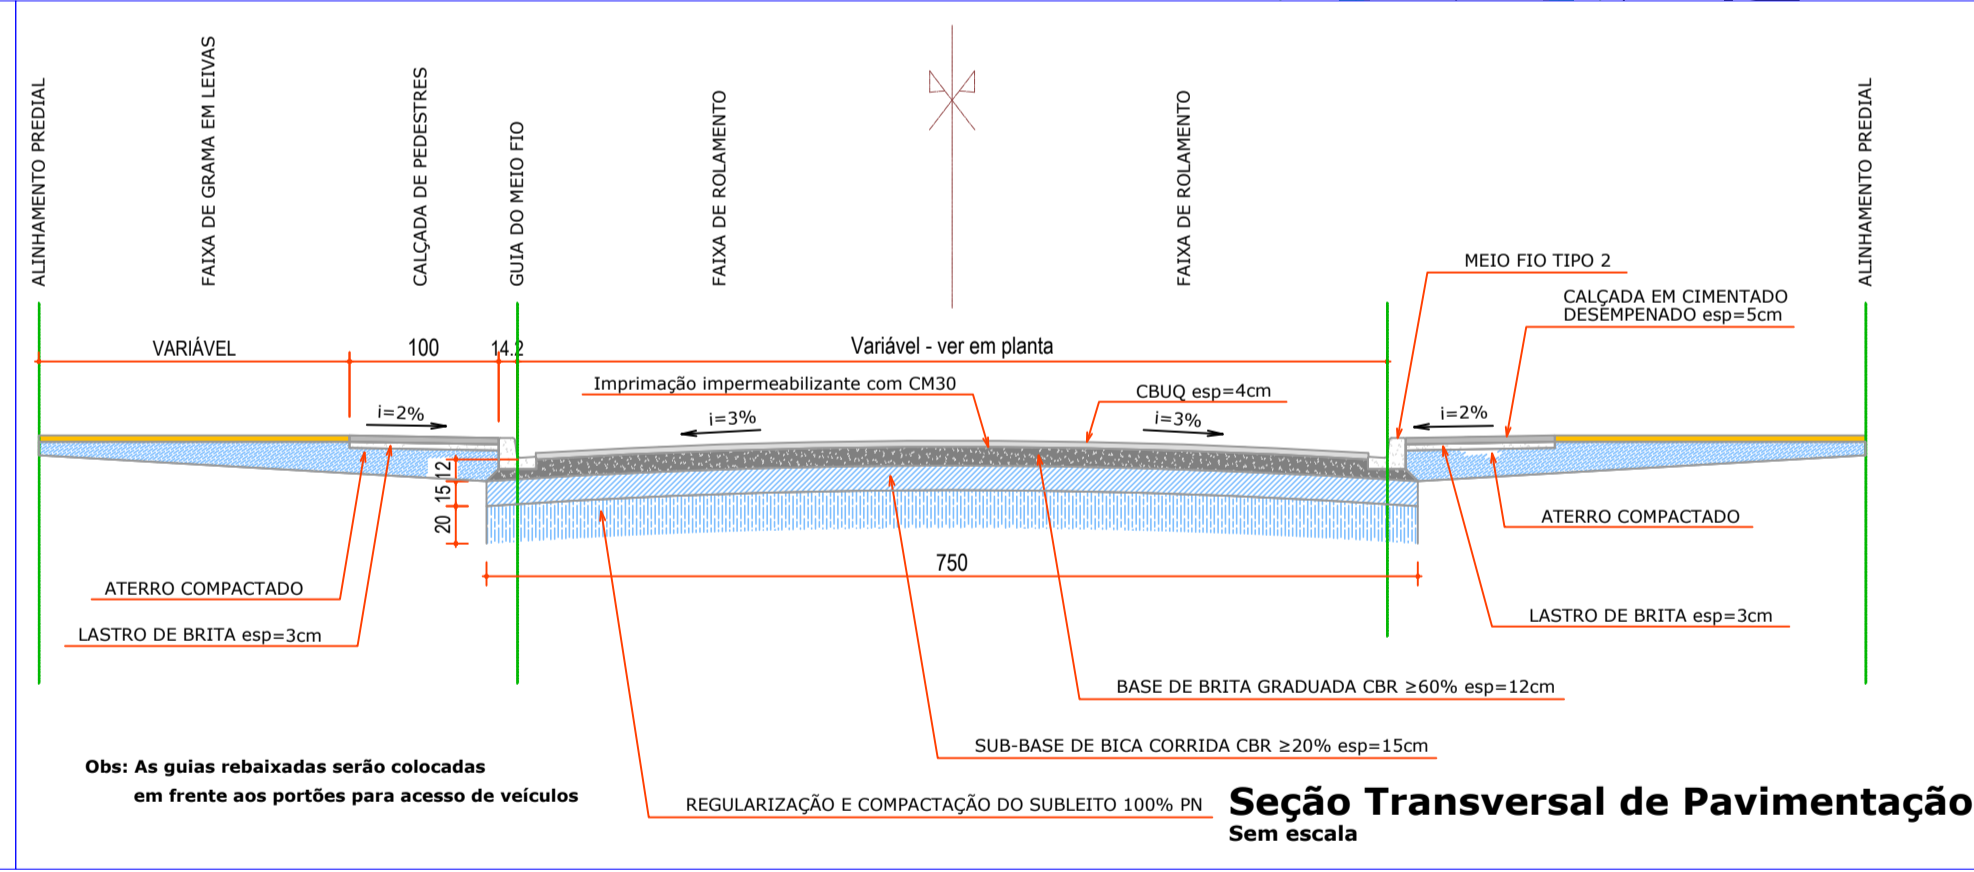 ALINHAMENTO PREDIAL
FAIXA DE GRAMA EM LEIVAS
CALÇADA DE PEDESTRES
GUIA DO MEIO FIO
FAIXA DE ROLAMENTO
FAIXA DE ROLAMENTO
ALINHAMENTO PREDIAL
MEIO FIO TIPO 2
CALÇADA EM CIMENTADO
DESEMPENADO esp=5cm
VARIÁVEL
100
14.2
Variável - ver em planta
Imprimação impermeabilizante com CM30
CBUQ esp=4cm
i=2%
i=3%
i=3%
i=2%
12
15
20
ATERRO COMPACTADO
750
ATERRO COMPACTADO
LASTRO DE BRITA esp=3cm
LASTRO DE BRITA esp=3cm
BASE DE BRITA GRADUADA CBR ≥60% esp=12cm
SUB-BASE DE BICA CORRIDA CBR ≥20% esp=15cm
Obs: As guias rebaixadas serão colocadas
em frente aos portões para acesso de veículos
REGULARIZAÇÃO E COMPACTAÇÃO DO SUBLEITO 100% PN
Seção Transversal de Pavimentação
Sem escala